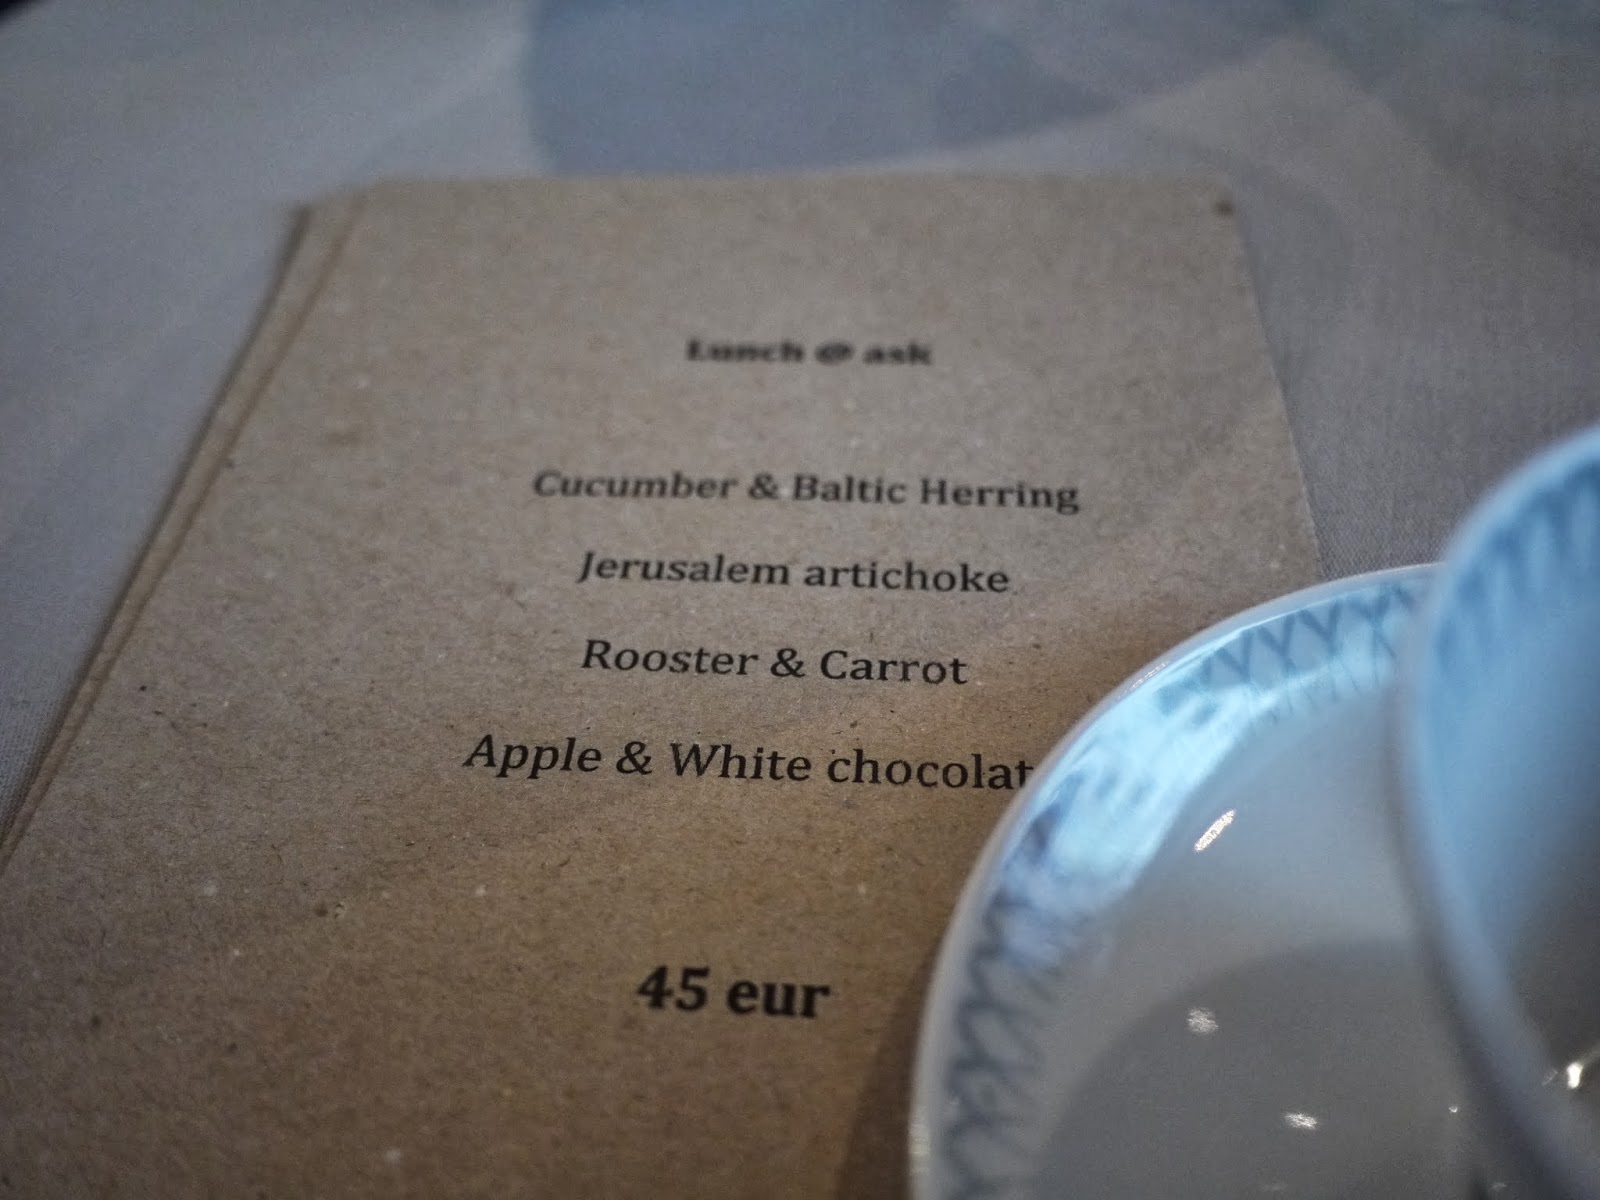 Lunch @ ask
Cucumber & Baltic Herring
Jerusalem artichoke
Rooster & Carrot
Apple & White chocolat
45 eur